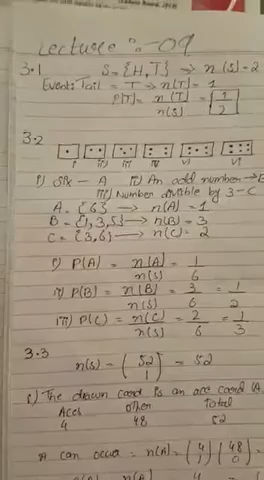 Lecture :- 09
3.1 S = {H, T} ⇒ n(S) = 2
Event: Tail = T ⇒ n(T) = 1
P(T) = n(T) / n(S) = 1/2
3.2
I II III IV V VI
i) Six - A ii) An odd number → B
iii) Number divisible by 3 - C
A = {6} → n(A) = 1
B = {1, 3, 5} → n(B) = 3
C = {3, 6} → n(C) = 2
i) P(A) = n(A) / n(S) = 1/6
ii) P(B) = n(B) / n(S) = 3/6 = 1/2
iii) P(C) = n(C) / n(S) = 2/6 = 1/3
3.3
n(S) - (52 1) = 52
i) The drawn card is an ace card (A
Aces other Total
4 48 52
A can occur = n(A) = (4 1) (48 0) =